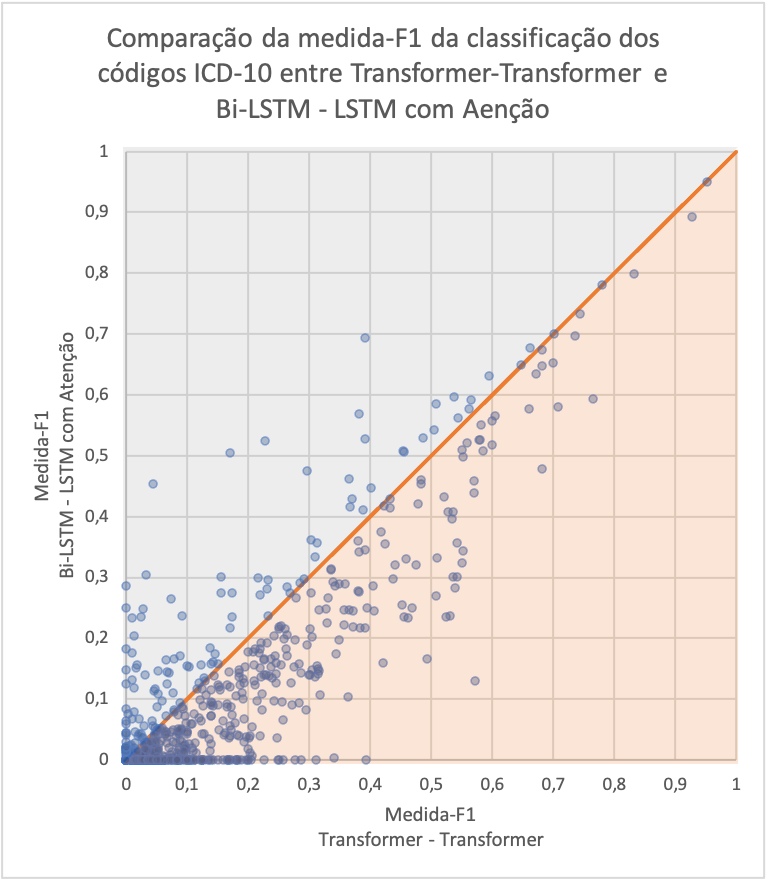 Comparação da medida-F1 da classificação dos
códigos ICD-10 entre Transformer-Transformer e
Bi-LSTM - LSTM com Aenção
Medida-F1
Bi-LSTM - LSTM com Atenção
1
0,9
0,8
0,7
0,6
0,5
0,4
0,3
0,2
0,1
0
0 0,1 0,2 0,3 0,4 0,5 0,6 0,7 0,8 0,9 1
Medida-F1
Transformer - Transformer